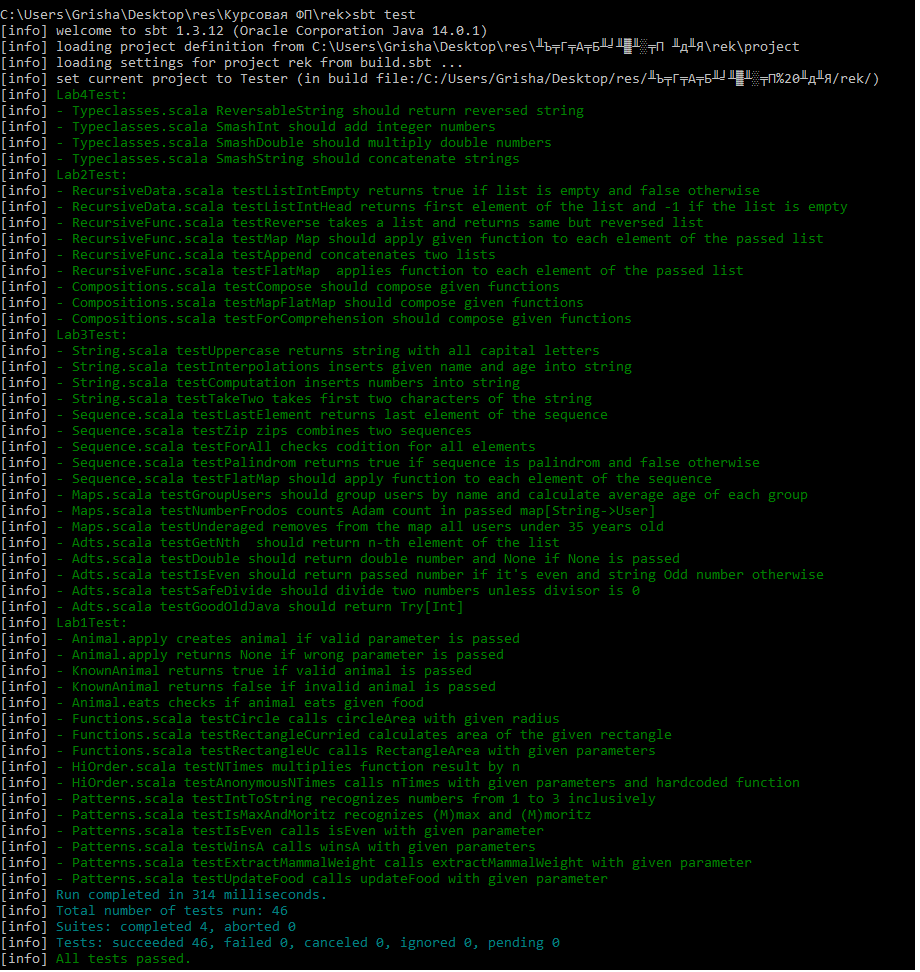 C:\Users\Grisha\Desktop\res\Курсовая ФП\rek>sbt test
[info] welcome to sbt 1.3.12 (Oracle Corporation Java 14.0.1)
[info] loading project definition from C:\Users\Grisha\Desktop\res\ \rek\project
[info] loading settings for project rek from build.sbt ...
[info] set current project to Tester (in build file:/C:/Users/Grisha/Desktop/res/ /rek/)
[info] Lab4Test:
[info] - Typeclasses.scala ReversableString should return reversed string
[info] - Typeclasses.scala SmashInt should add integer numbers
[info] - Typeclasses.scala SmashDouble should multiply double numbers
[info] - Typeclasses.scala SmashString should concatenate strings
[info] Lab2Test:
[info] - RecursiveData.scala testListIntEmpty returns true if list is empty and false otherwise
[info] - RecursiveData.scala testListIntHead returns first element of the list and -1 if the list is empty
[info] - RecursiveFunc.scala testReverse takes a list and returns same but reversed list
[info] - RecursiveFunc.scala testMap Map should apply given function to each element of the passed list
[info] - RecursiveFunc.scala testAppend concatenates two lists
[info] - RecursiveFunc.scala testFlatMap  applies function to each element of the passed list
[info] - Compositions.scala testCompose should compose given functions
[info] - Compositions.scala testMapFlatMap should compose given functions
[info] - Compositions.scala testForComprehension should compose given functions
[info] Lab3Test:
[info] - String.scala testUppercase returns string with all capital letters
[info] - String.scala testInterpolations inserts given name and age into string
[info] - String.scala testComputation inserts numbers into string
[info] - String.scala testTakeTwo takes first two characters of the string
[info] - Sequence.scala testLastElement returns last element of the sequence
[info] - Sequence.scala testZip zips combines two sequences
[info] - Sequence.scala testForAll checks codition for all elements
[info] - Sequence.scala testPalindrom returns true if sequence is palindrom and false otherwise
[info] - Sequence.scala testFlatMap should apply function to each element of the sequence
[info] - Maps.scala testGroupUsers should group users by name and calculate average age of each group
[info] - Maps.scala testNumberFrodos counts Adam count in passed map[String->User]
[info] - Maps.scala testUnderaged removes from the map all users under 35 years old
[info] - Adts.scala testGetNth  should return n-th element of the list
[info] - Adts.scala testDouble should return double number and None if None is passed
[info] - Adts.scala testIsEven should return passed number if it's even and string Odd number otherwise
[info] - Adts.scala testSafeDivide should divide two numbers unless divisor is 0
[info] - Adts.scala testGoodOldJava should return Try[Int]
[info] Lab1Test:
[info] - Animal.apply creates animal if valid parameter is passed
[info] - Animal.apply returns None if wrong parameter is passed
[info] - KnownAnimal returns true if valid animal is passed
[info] - KnownAnimal returns false if invalid animal is passed
[info] - Animal.eats checks if animal eats given food
[info] - Functions.scala testCircle calls circleArea with given radius
[info] - Functions.scala testRectangleCurried calculates area of the given rectangle
[info] - Functions.scala testRectangleUc calls RectangleArea with given parameters
[info] - HiOrder.scala testNTimes multiplies function result by n
[info] - HiOrder.scala testAnonymousNTimes calls nTimes with given parameters and hardcoded function
[info] - Patterns.scala testIntToString recognizes numbers from 1 to 3 inclusively
[info] - Patterns.scala testIsMaxAndMoritz recognizes (M)max and (M)moritz
[info] - Patterns.scala testIsEven calls isEven with given parameter
[info] - Patterns.scala testWinsA calls winsA with given parameters
[info] - Patterns.scala testExtractMammalWeight calls extractMammalWeight with given parameter
[info] - Patterns.scala testUpdateFood calls updateFood with given parameter
[info] Run completed in 314 milliseconds.
[info] Total number of tests run: 46
[info] Suites: completed 4, aborted 0
[info] Tests: succeeded 46, failed 0, canceled 0, ignored 0, pending 0
[info] All tests passed.